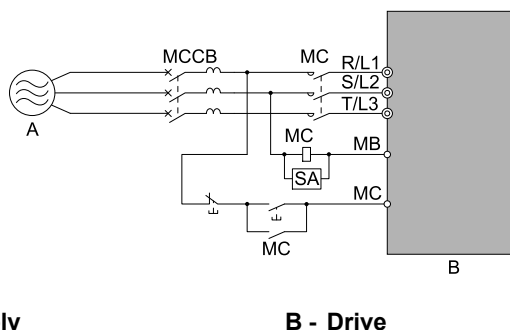 MCCB MC R/L1
S/L2
T/L3
A
MC MB
SA
MC
MC
B
B - Drive